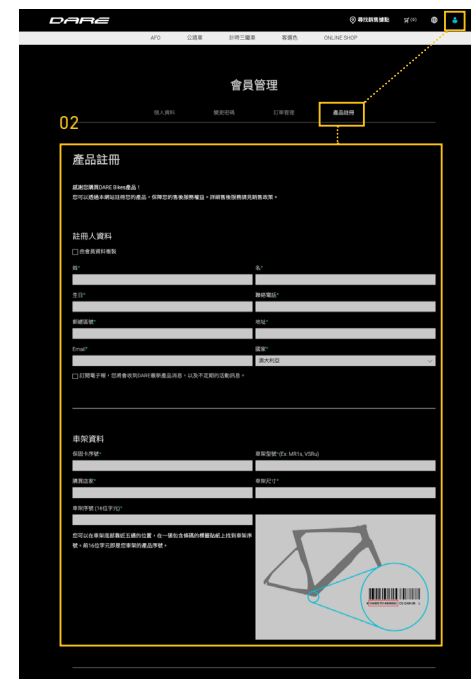 DARE
尋找銷售據點
(0)
AFO 公路車 計時三鐵車 客選色 ONLINE SHOP
會員管理
個人資料 變更密碼 訂單管理 產品註冊
02
產品註冊
感謝您購買DARE Bikes產品!
您可以透過本網站註冊您的產品,保障您的售後服務權益。詳細售後服務請見銷售政策。
註冊人資料
由會員資料複製
姓* 名*
生日* 聯絡電話*
郵遞區號* 地址*
Email* 國家*
澳大利亞
訂閱電子報,您將會收到DARE最新產品消息,以及不定期的活動訊息。
車架資料
保固卡序號* 車架型號*(Ex: MR1s, VSRu)
購買店家* 車架尺寸*
車架序號 (16位字元)*
您可以在車架底部靠近五通的位置,在一張包含條碼的標籤貼紙上找到車架序
號。前16位字元即是您車架的產品序號。